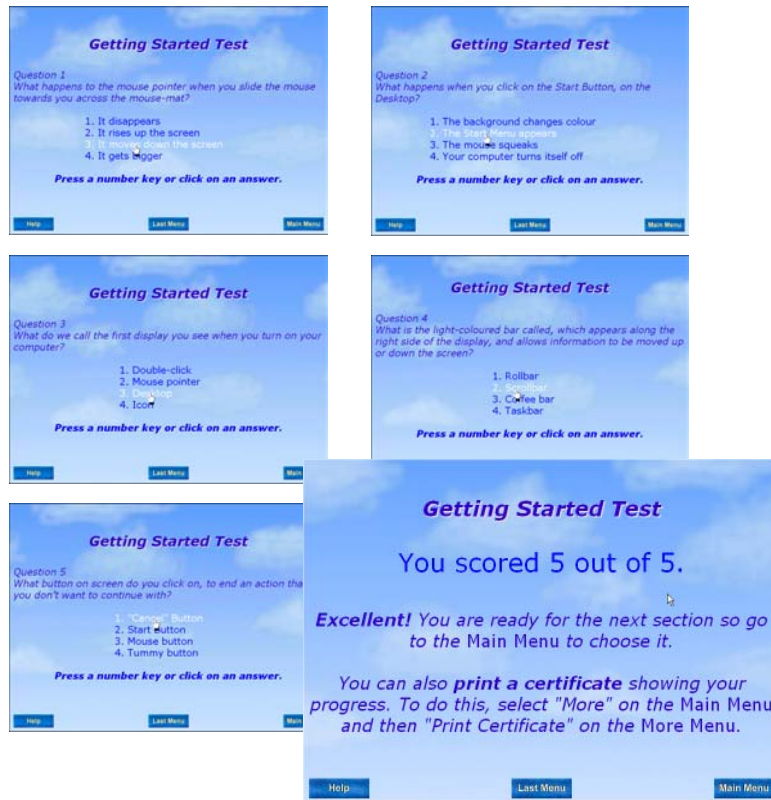 Getting Started Test
Question 1
What happens to the mouse pointer when you slide the mouse
towards you across the mouse-mat?
1. It disappears
2. It rises up the screen
3. It moves down the screen
4. It gets bigger
Press a number key or click on an answer.
Help Last Menu Main Menu
Getting Started Test
Question 2
What happens when you click on the Start Button, on the
Desktop?
1. The background changes colour
2. The Start Menu appears
3. The mouse squeaks
4. Your computer turns itself off
Press a number key or click on an answer.
Help Last Menu Main Menu
Getting Started Test
Question 3
What do we call the first display you see when you turn on your
computer?
1. Double-click
2. Mouse pointer
3. Desktop
4. Icon
Press a number key or click on an answer.
Help Last Menu Main
Getting Started Test
Question 4
What is the light-coloured bar called, which appears along the
right side of the display, and allows information to be moved up
or down the screen?
1. Rollbar
2. Scrollbar
3. Coffee bar
4. Taskbar
Press a number key or click on an answer.
Getting Started Test
Question 5
What button on screen do you click on, to end an action tha
you don't want to continue with?
1. "Cancel" Button
2. Start Button
3. Mouse button
4. Tummy button
Press a number key or click on an answer.
Help Last Menu Main
Getting Started Test
You scored 5 out of 5.
Excellent! You are ready for the next section so go
to the Main Menu to choose it.
You can also print a certificate showing your
progress. To do this, select "More" on the Main Menu
and then "Print Certificate" on the More Menu.
Help Last Menu Main Menu